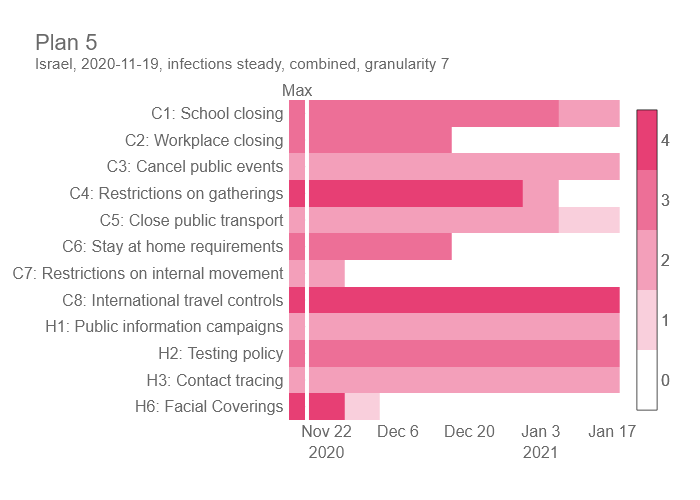 Plan 5
Israel, 2020-11-19, infections steady, combined, granularity 7
Max
C1: School closing
C2: Workplace closing
C3: Cancel public events
C4: Restrictions on gatherings
C5: Close public transport
C6: Stay at home requirements
C7: Restrictions on internal movement
C8: International travel controls
H1: Public information campaigns
H2: Testing policy
H3: Contact tracing
H6: Facial Coverings
Nov 22 Dec 6 Dec 20 Jan 3 Jan 17
2020 2021
4
3
2
1
0